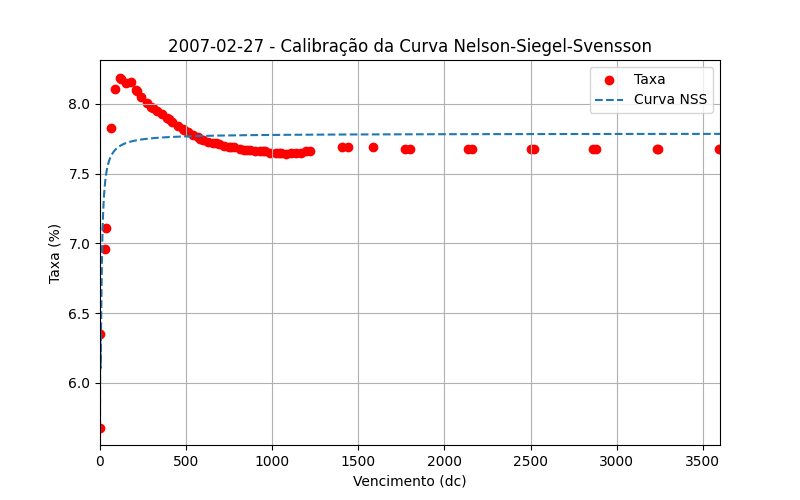 2007-02-27 - Calibração da Curva Nelson-Siegel-Svensson
Taxa
Curva NSS
Taxa (%)
8.0
7.5
7.0
6.5
6.0
0 500 1000 1500 2000 2500 3000 3500
Vencimento (dc)